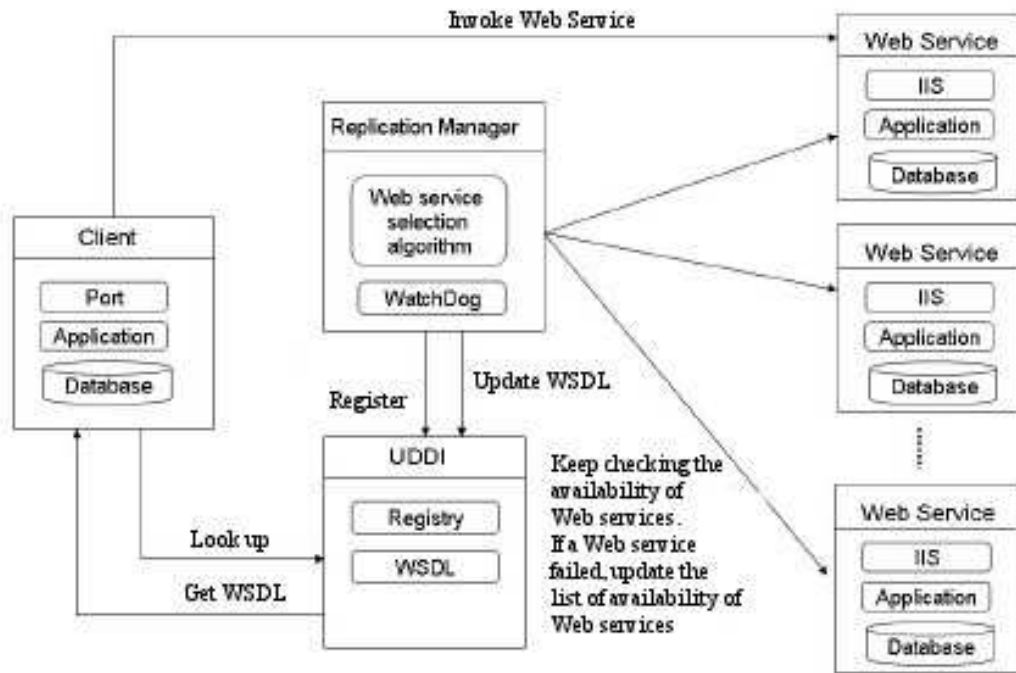 Invoke Web Service
Web Service
IIS
Application
Database
Replication Manager
Web service
selection
algorithm
WatchDog
Client
Port
Application
Database
Web Service
IIS
Application
Database
Register
Update WSDL
UDDI
Registry
WSDL
Look up
Get WSDL
Keep checking the
availability of
Web services.
If a Web service
failed, update the
list of availability of
Web services
Web Service
IIS
Application
Database